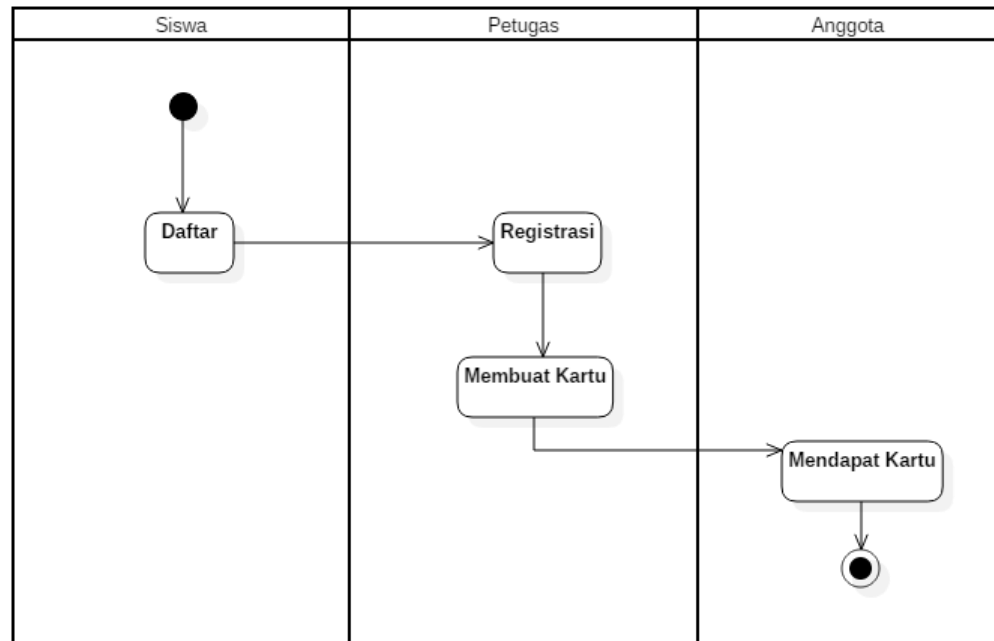 Siswa
Petugas
Anggota
Daftar
Registrasi
Membuat Kartu
Mendapat Kartu